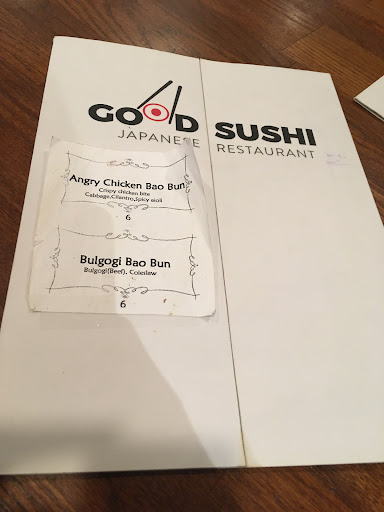 GOOD SUSHI
JAPANESE RESTAURANT
Angry Chicken Bao Bun
Crispy chicken bite
Cabbage,Cilantro,Spicy aioli
6
Bulgogi Bao Bun
Bulgogi(Beef), Coleslaw
6